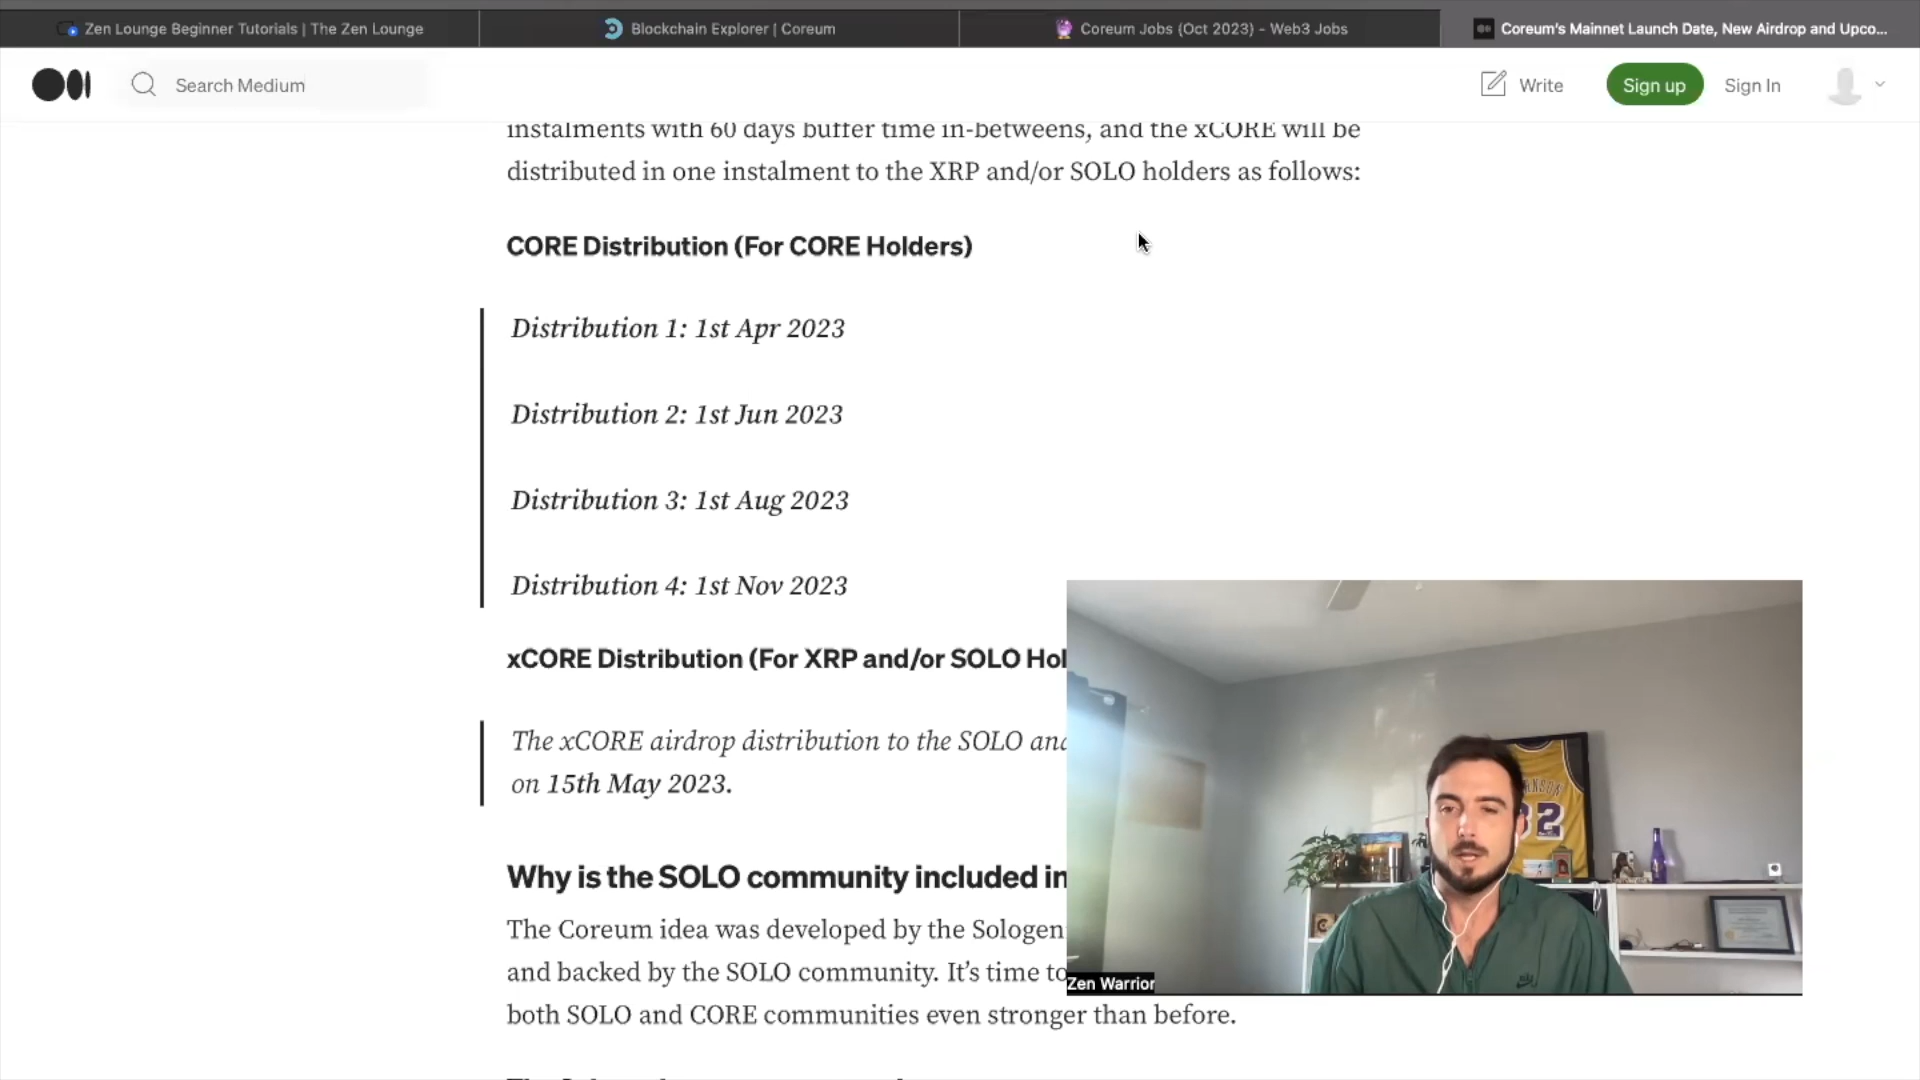 Zen Lounge Beginner Tutorials | The Zen Lounge
Blockchain Explorer | Coreum
Coreum Jobs (Oct 2023) - Web3 Jobs
Coreum's Mainnet Launch Date, New Airdrop and Upco...
Search Medium
Write
Sign up
Sign In
instalments with 60 days buffer time in-betweens, and the xCORE will be
distributed in one instalment to the XRP and/or SOLO holders as follows:
CORE Distribution (For CORE Holders)
Distribution 1: 1st Apr 2023
Distribution 2: 1st Jun 2023
Distribution 3: 1st Aug 2023
Distribution 4: 1st Nov 2023
xCORE Distribution (For XRP and/or SOLO Hol
The xCORE airdrop distribution to the SOLO and
on 15th May 2023.
Why is the SOLO community included in
The Coreum idea was developed by the Sologen
and backed by the SOLO community. It's time to
both SOLO and CORE communities even stronger than before.
32
Zen Warrior